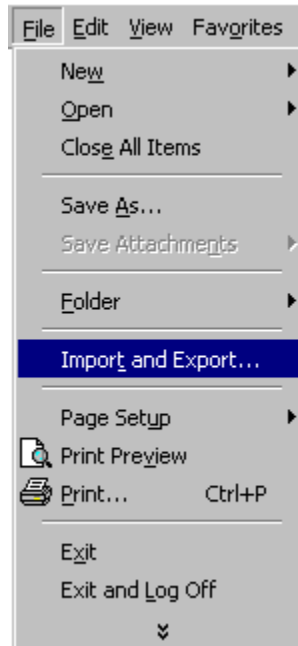 File Edit View Favorites
New
Open
Close All Items
Save As...
Save Attachments
Folder
Import and Export...
Page Setup
Print Preview
Print... Ctrl+P
Exit
Exit and Log Off